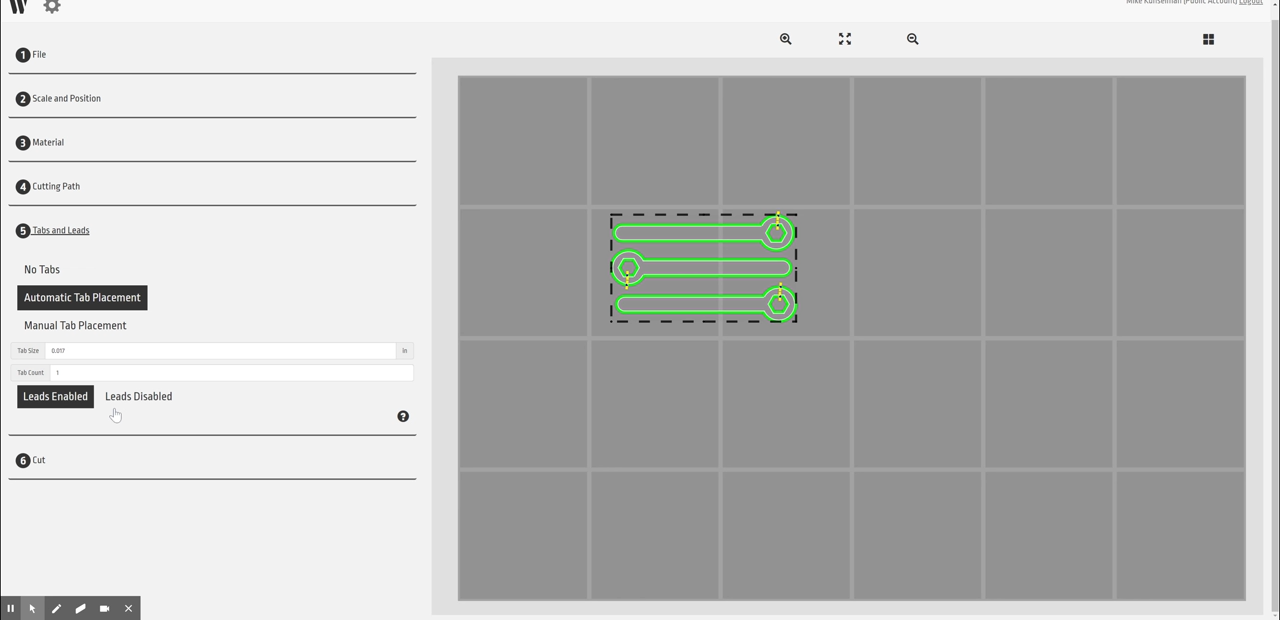 Mike Kunselman (Public Account) Logout
1 File
2 Scale and Position
3 Material
4 Cutting Path
5 Tabs and Leads
No Tabs
Automatic Tab Placement
Manual Tab Placement
Tab Size 0.017 in
Tab Count 1
Leads Enabled Leads Disabled
?
6 Cut